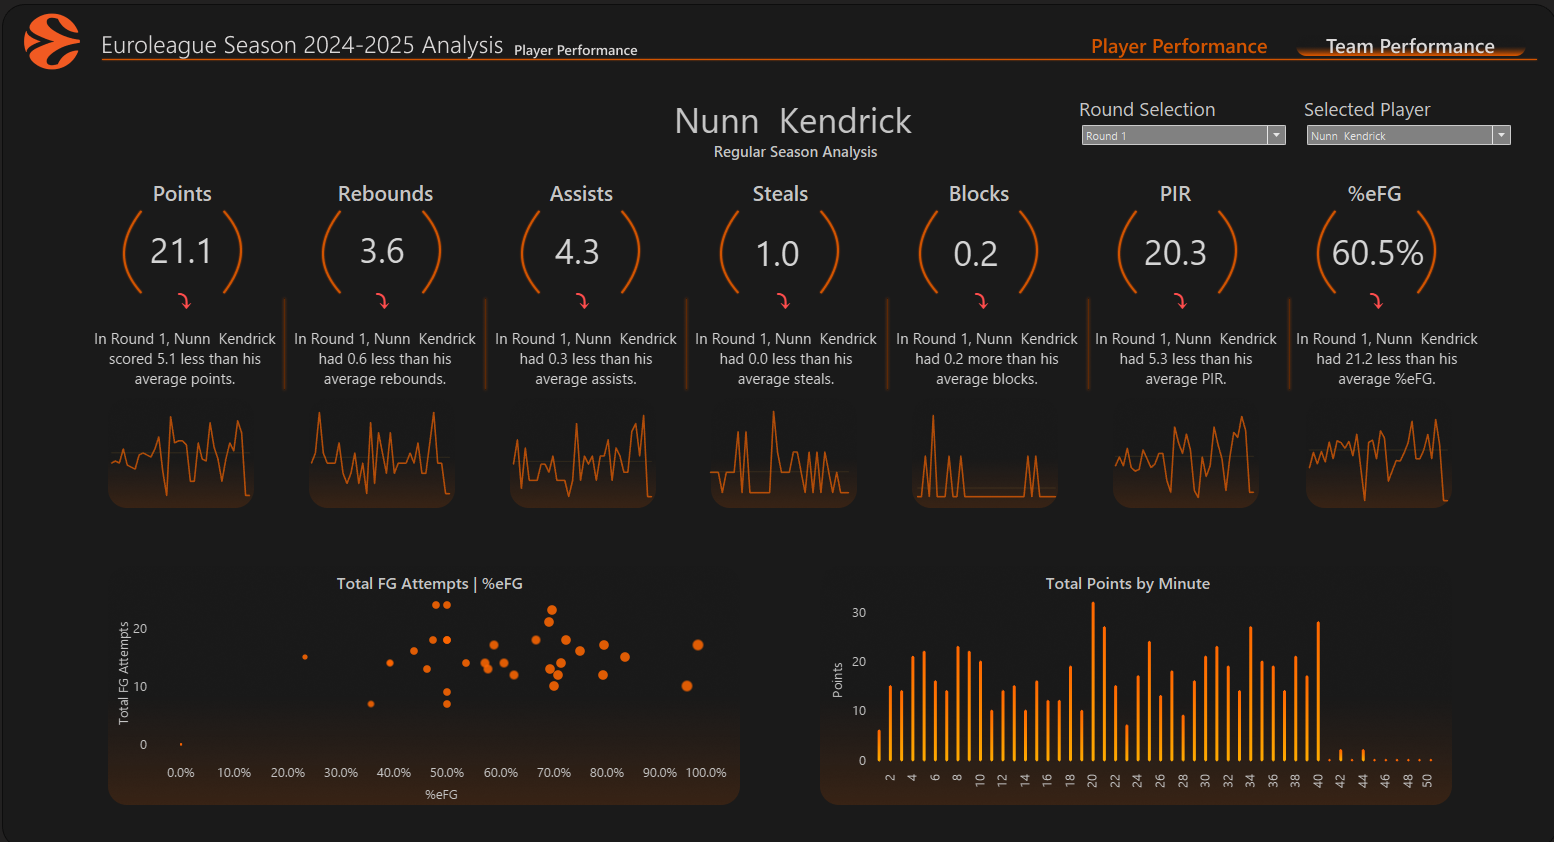 Euroleague Season 2024-2025 Analysis Player Performance
Player Performance
Team Performance
Nunn  Kendrick
Regular Season Analysis
Round Selection
Round 1
Selected Player
Nunn  Kendrick
Points
21.1
In Round 1, Nunn  Kendrick
scored 5.1 less than his
average points.
Rebounds
3.6
In Round 1, Nunn  Kendrick
had 0.6 less than his
average rebounds.
Assists
4.3
In Round 1, Nunn  Kendrick
had 0.3 less than his
average assists.
Steals
1.0
In Round 1, Nunn  Kendrick
had 0.0 less than his
average steals.
Blocks
0.2
In Round 1, Nunn  Kendrick
had 0.2 more than his
average blocks.
PIR
20.3
In Round 1, Nunn  Kendrick
had 5.3 less than his
average PIR.
%eFG
60.5%
In Round 1, Nunn  Kendrick
had 21.2 less than his
average %eFG.
Total FG Attempts | %eFG
Total FG Attempts
20
10
0
0.0% 10.0% 20.0% 30.0% 40.0% 50.0% 60.0% 70.0% 80.0% 90.0% 100.0%
%eFG
Total Points by Minute
Points
30
20
10
0
2 4 6 8 10 12 14 16 18 20 22 24 26 28 30 32 34 36 38 40 42 44 46 48 50